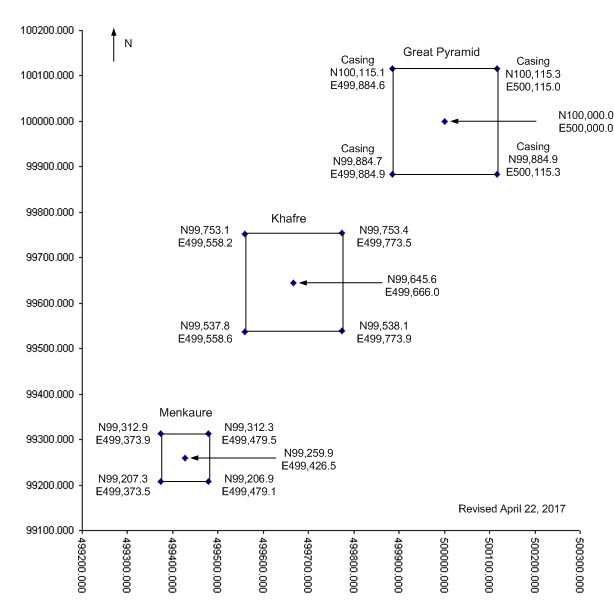 100200.000
N
Great Pyramid
Casing
N100,115.1
E499,884.6
Casing
N100,115.3
E500,115.0
100100.000
100000.000
N100,000.0
E500,000.0
99900.000
Casing
N99,884.7
E499,884.9
Casing
N99,884.9
E500,115.3
99800.000
Khafre
N99,753.1
E499,558.2
N99,753.4
E499,773.5
99700.000
N99,645.6
E499,666.0
99600.000
N99,537.8
E499,558.6
N99,538.1
E499,773.9
99500.000
99400.000
Menkaure
N99,312.9
E499,373.9
N99,312.3
E499,479.5
99300.000
N99,259.9
E499,426.5
99200.000
N99,207.3
E499,373.5
N99,206.9
E499,479.1
Revised April 22, 2017
99100.000
499200.000
499300.000
499400.000
499500.000
499600.000
499700.000
499800.000
499900.000
500000.000
500100.000
500200.000
500300.000